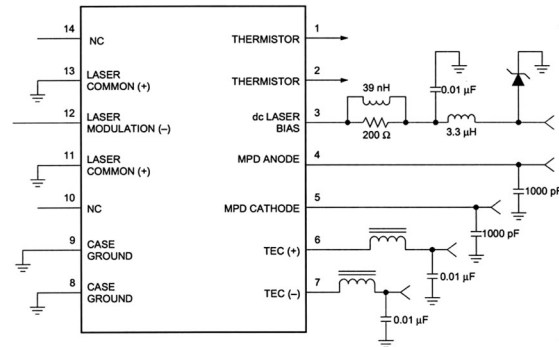 14
NC
13
LASER
COMMON (+)
12
LASER
MODULATION (–)
11
LASER
COMMON (+)
10
NC
9
CASE
GROUND
8
CASE
GROUND
THERMISTOR
1
THERMISTOR
2
dc LASER
BIAS
3
MPD ANODE
4
MPD CATHODE
5
TEC (+)
6
TEC (–)
7
39 nH
200 Ω
0.01 μF
3.3 μH
1000 pF
1000 pF
0.01 μF
0.01 μF